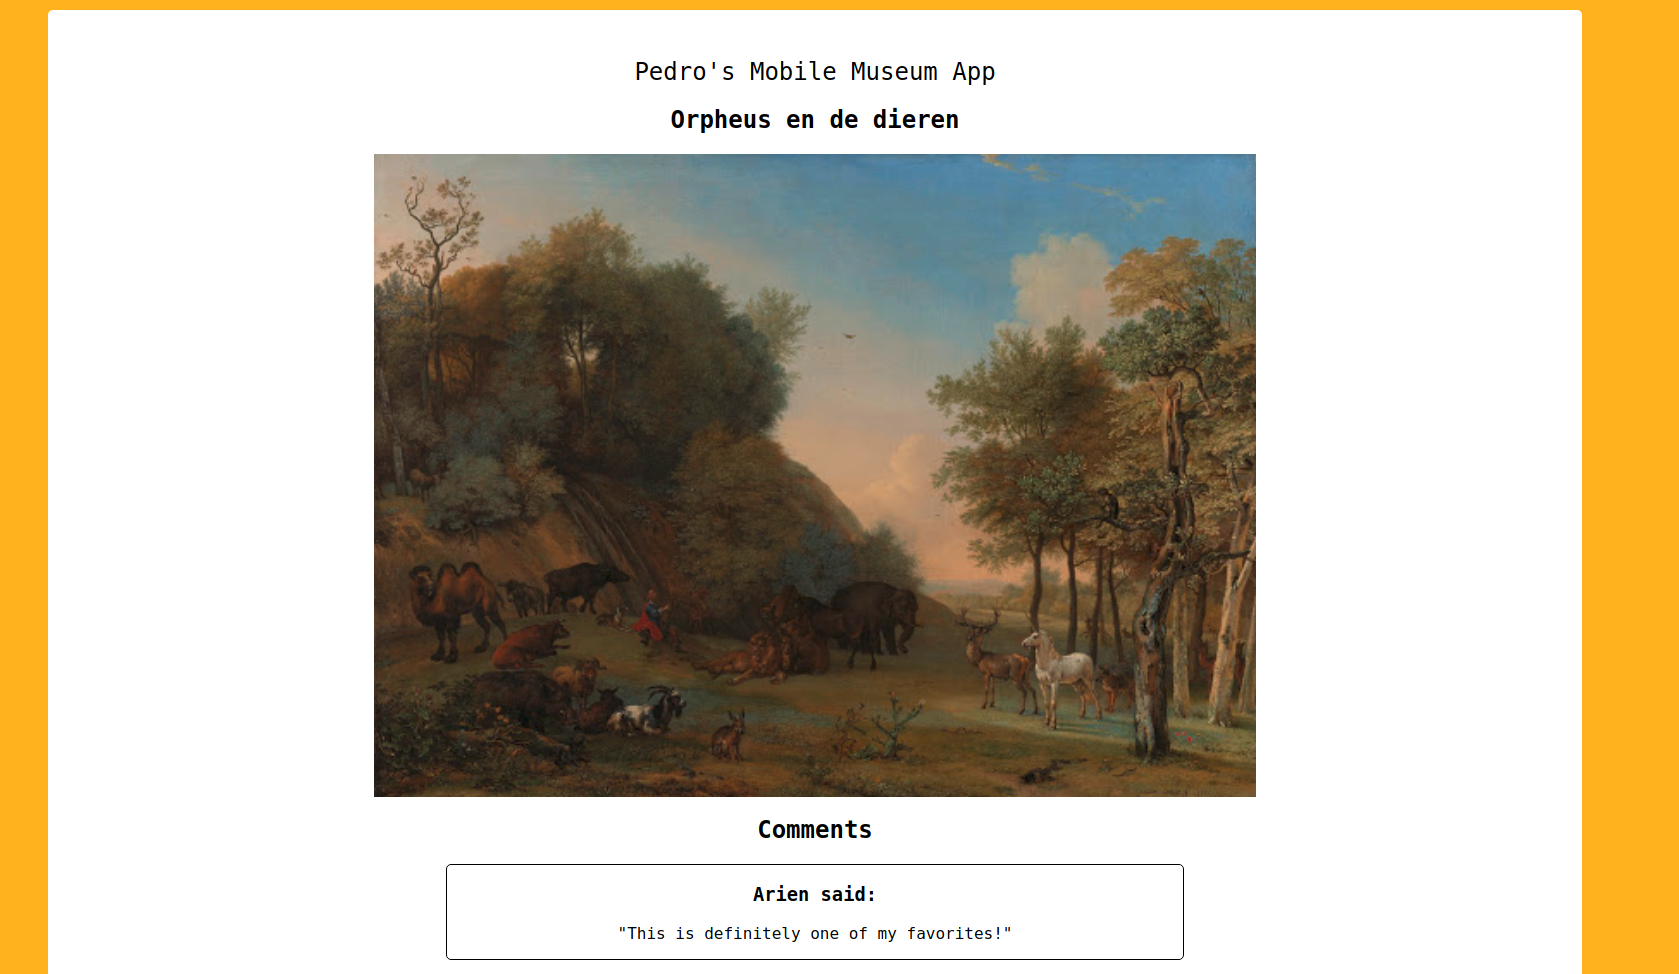 Pedro's Mobile Museum App
Orpheus en de dieren
Comments
Arien said:
"This is definitely one of my favorites!"